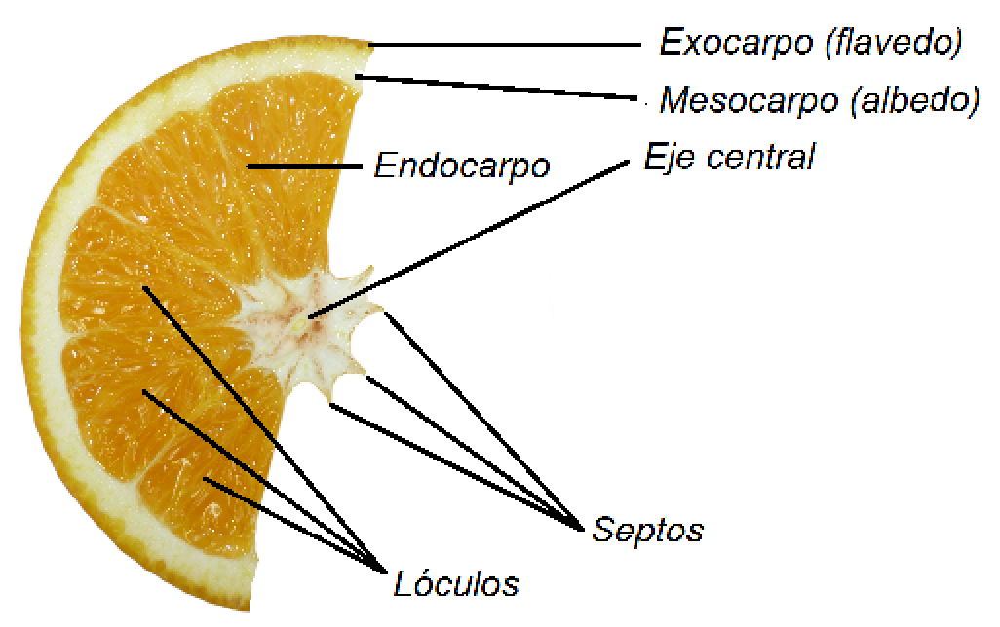 Exocarpo (flavedo)
Mesocarpo (albedo)
Eje central
Endocarpo
Septos
Lóculos